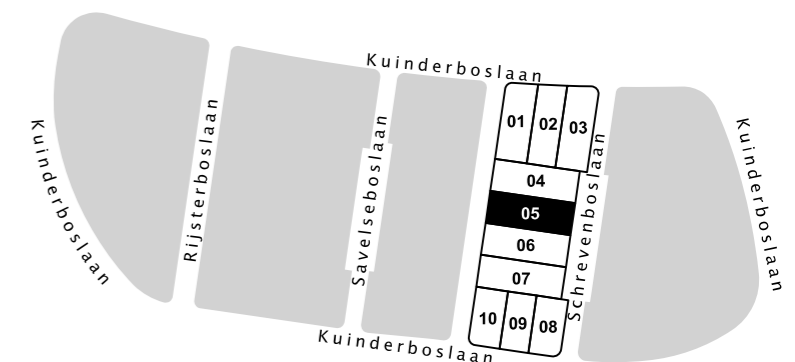 Kuinderboslaan
01 02 03
04
05
06
07
10 09 08
Kuinderboslaan
Rijsterboslaan
Savelseboslaan
Schrevenboslaan
Kuinderboslaan
Kuinderboslaan